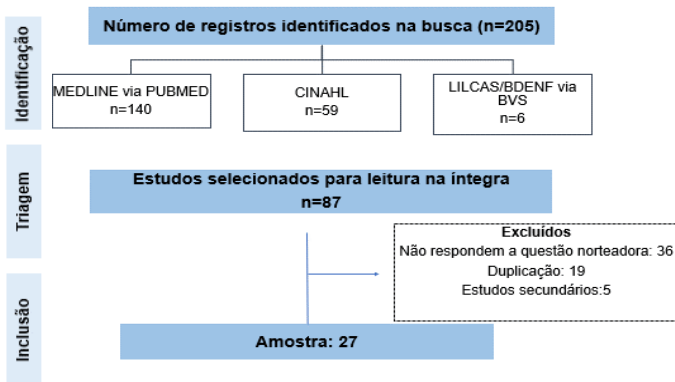 Identificação
Número de registros identificados na busca (n=205)
MEDLINE via PUBMED
n=140
CINAHL
n=59
LILCAS/BDENF via
BVS
n=6
Triagem
Estudos selecionados para leitura na íntegra
n=87
Excluídos
Não respondem a questão norteadora: 36
Duplicação: 19
Estudos secundários:5
Inclusão
Amostra: 27